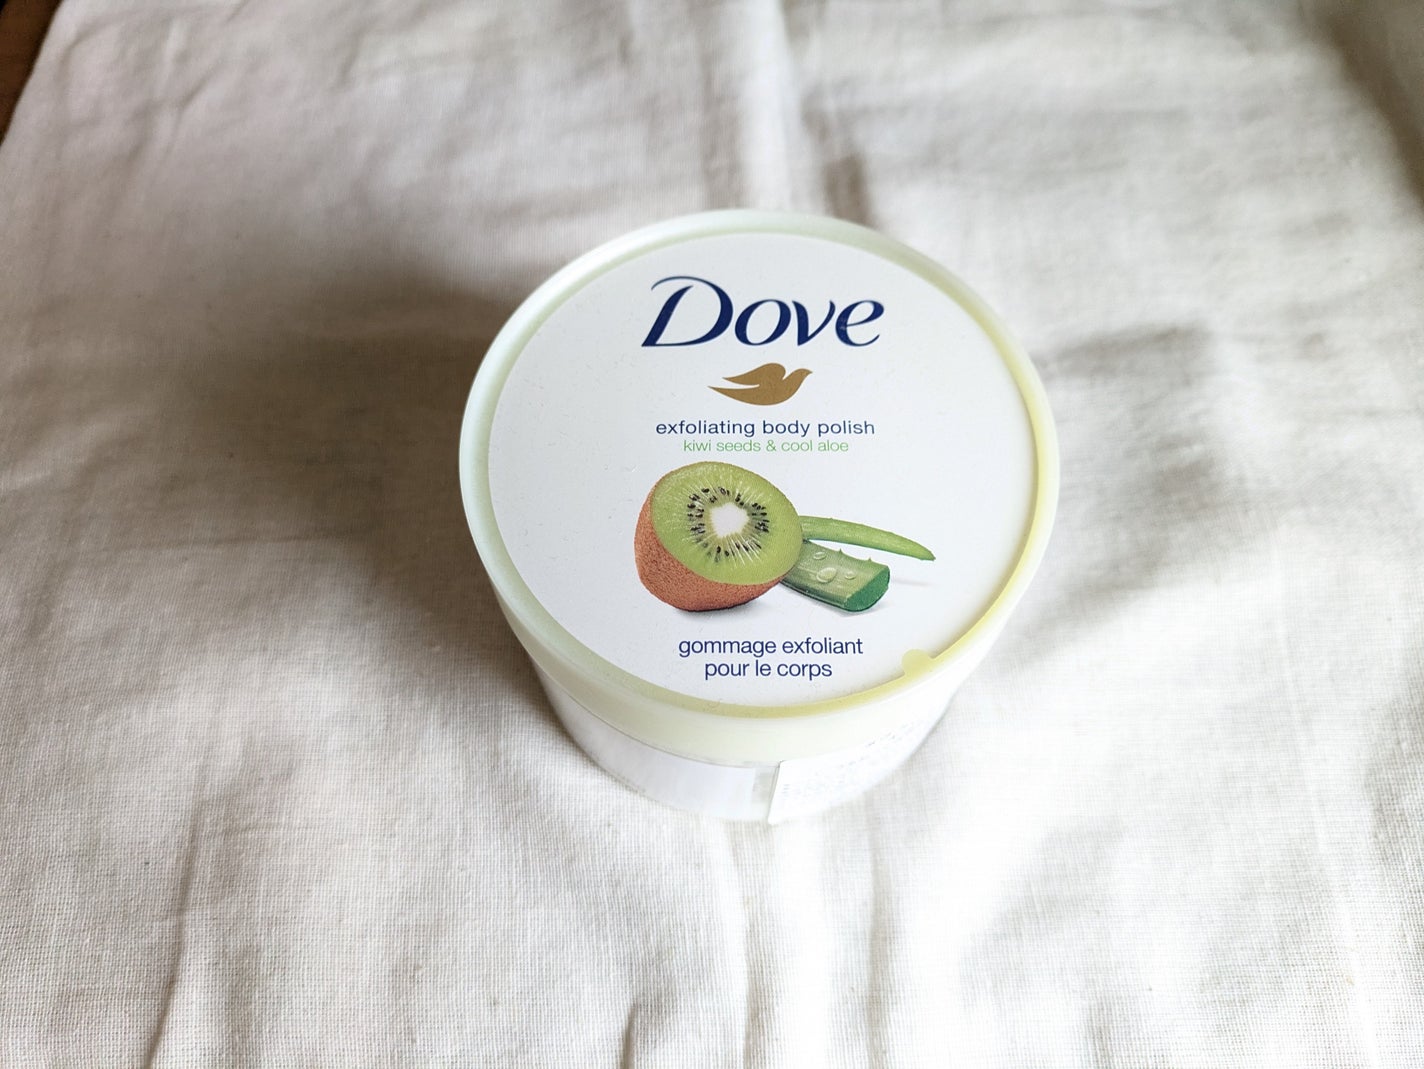 Dove
exfoliating body polish
kiwi seeds & cool aloe
gommage exfoliant
pour le corps